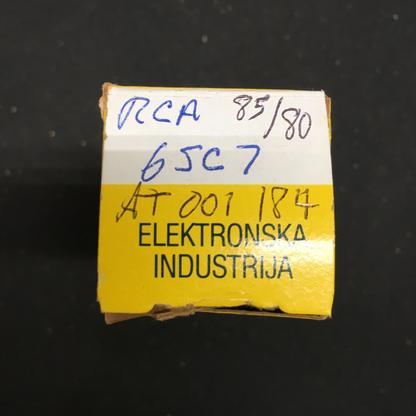 RCA 85/80
6SC7
AT 001 184
ELEKTRONSKA
INDUSTRIJA